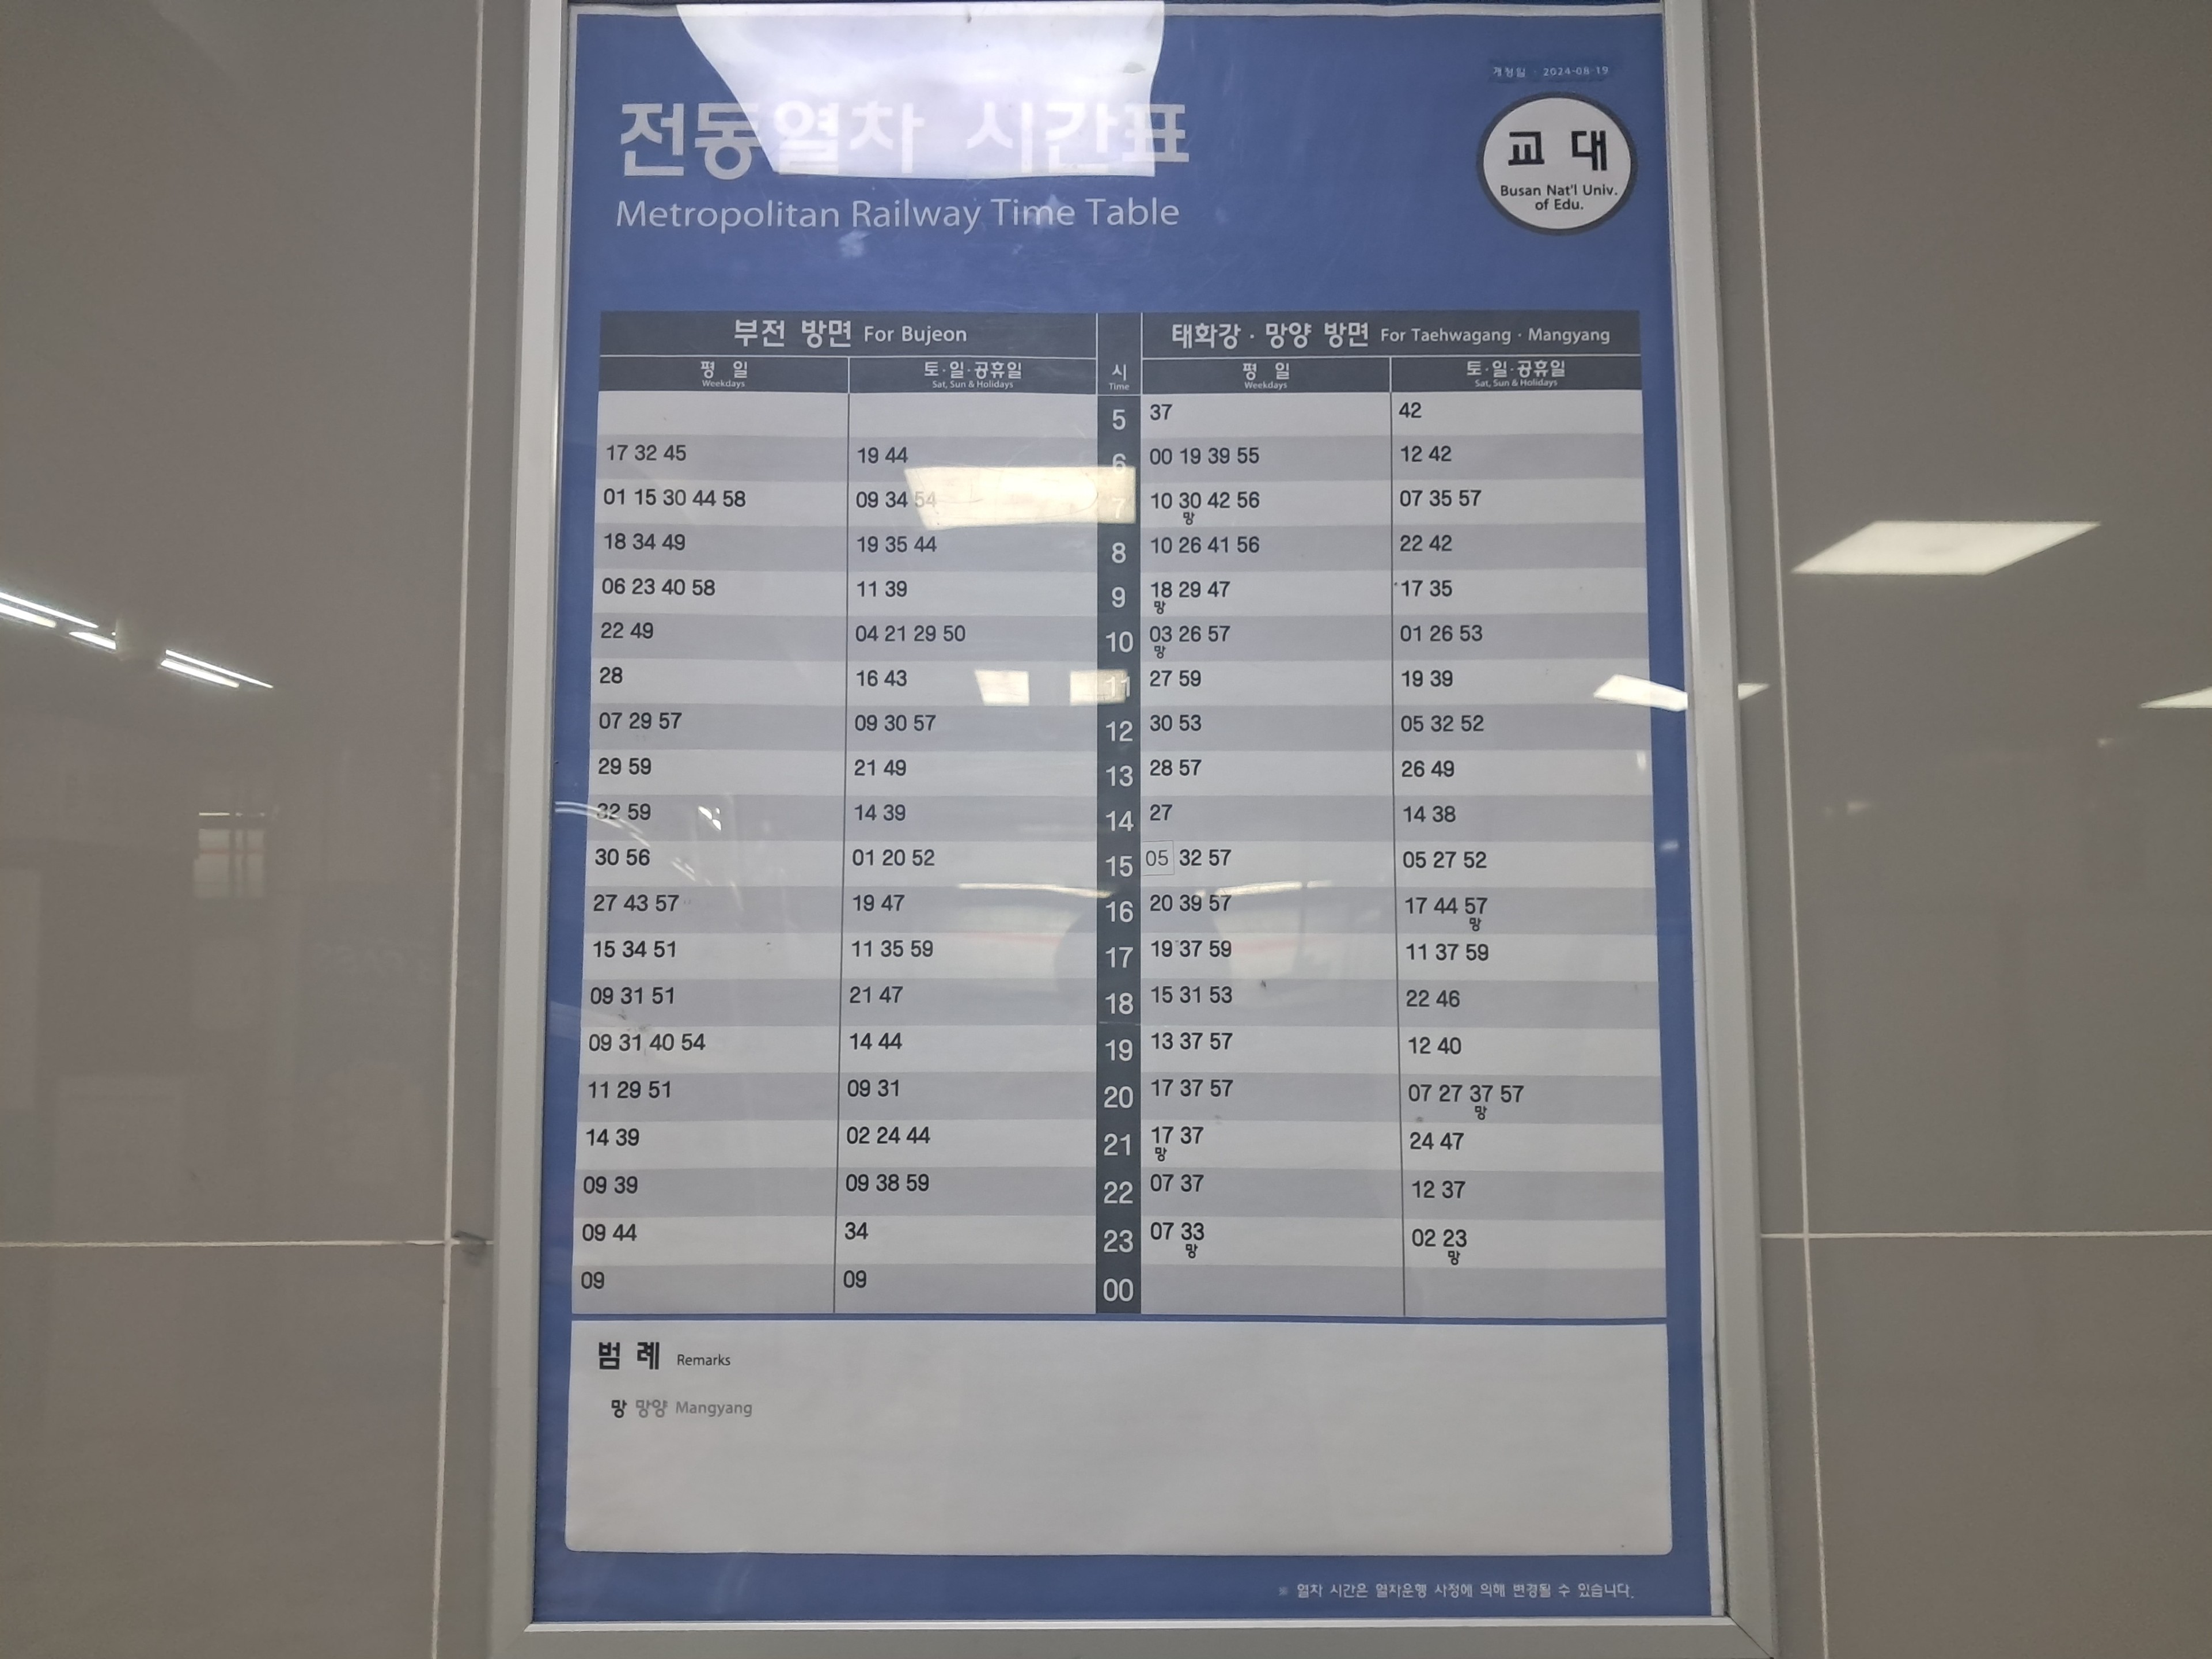 개정일 : 2024-08-19
전동열차 시간표
Metropolitan Railway Time Table
교 대
Busan Nat'l Univ.
of Edu.
부전 방면 For Bujeon 태화강 · 망양 방면 For Taehwagang · Mangyang
평 일 토·일·공휴일 시 평 일 토·일·공휴일
Weekdays Sat, Sun & Holidays Time Weekdays Sat, Sun & Holidays
5 37 42
17 32 45 19 44 6 00 19 39 55 12 42
01 15 30 44 58 09 34 54 7 10 30 42 56 07 35 57
망
18 34 49 19 35 44 8 10 26 41 56 22 42
06 23 40 58 11 39 9 18 29 47 17 35
망
22 49 04 21 29 50 10 03 26 57 01 26 53
망
28 16 43 11 27 59 19 39
07 29 57 09 30 57 12 30 53 05 32 52
29 59 21 49 13 28 57 26 49
32 59 14 39 14 27 14 38
30 56 01 20 52 15 05 32 57 05 27 52
27 43 57 19 47 16 20 39 57 17 44 57
망
15 34 51 11 35 59 17 19 37 59 11 37 59
09 31 51 21 47 18 15 31 53 22 46
09 31 40 54 14 44 19 13 37 57 12 40
11 29 51 09 31 20 17 37 57 07 27 37 57
망
14 39 02 24 44 21 17 37 24 47
망
09 39 09 38 59 22 07 37 12 37
09 44 34 23 07 33 02 23
망 망
09 09 00
범 례 Remarks
망 망양 Mangyang
※ 열차 시간은 열차운행 사정에 의해 변경될 수 있습니다.